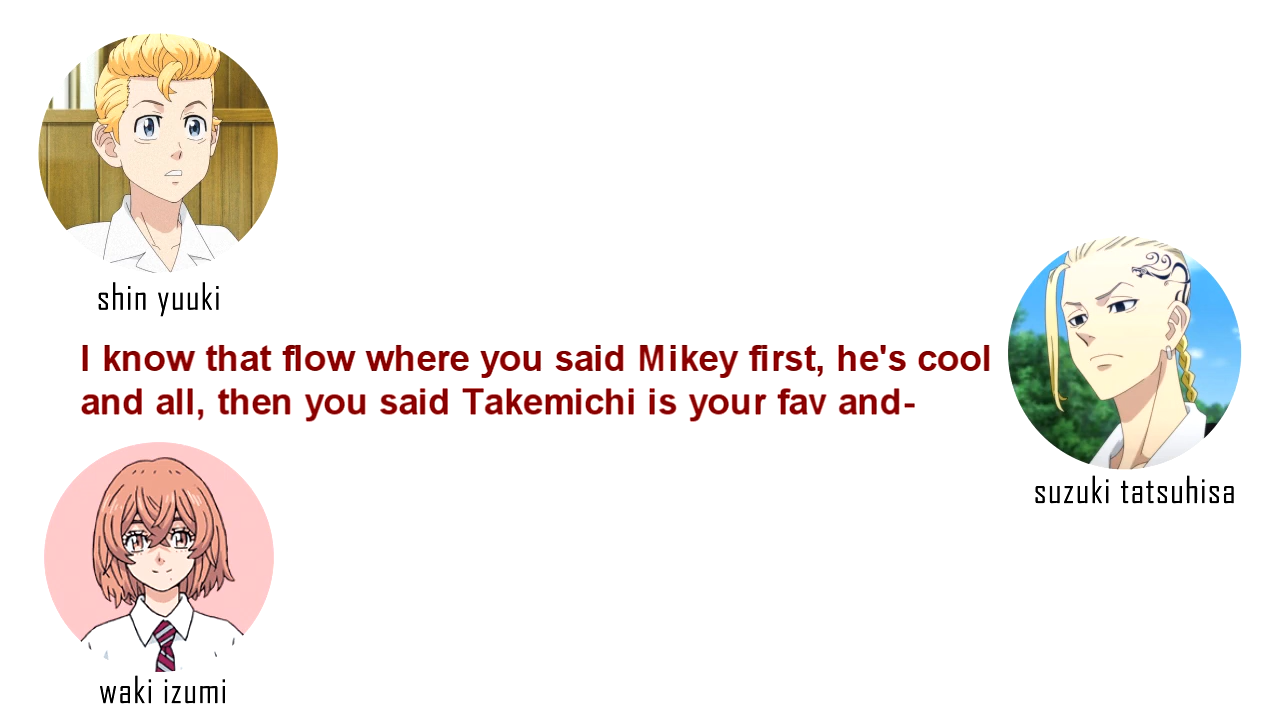 shin yuuki
I know that flow where you said Mikey first, he's cool
and all, then you said Takemichi is your fav and-
suzuki tatsuhisa
waki izumi